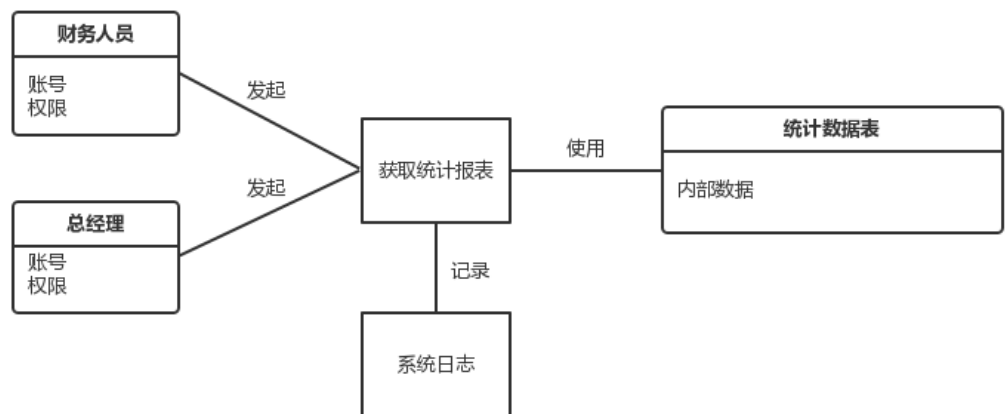 财务人员
账号
权限
发起
获取统计报表
使用
统计数据表
内部数据
总经理
账号
权限
发起
记录
系统日志